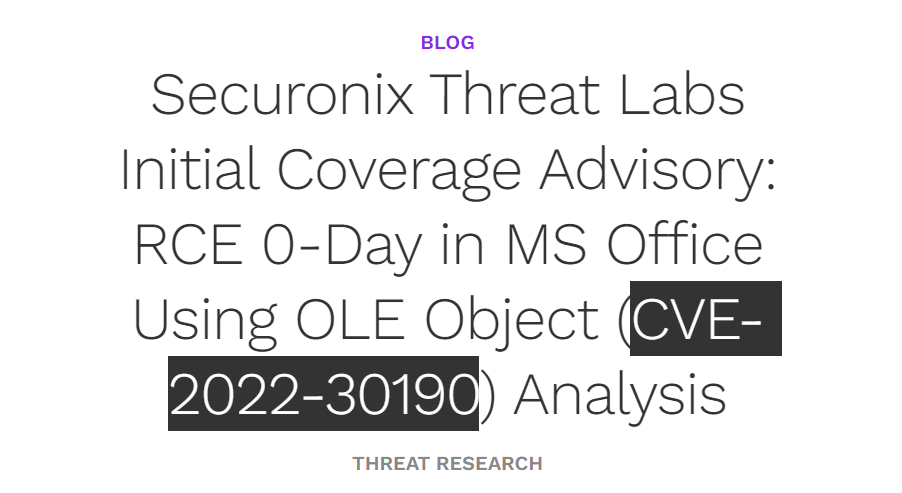 BLOG
Securonix Threat Labs
Initial Coverage Advisory:
RCE 0-Day in MS Office
Using OLE Object (CVE-
2022-30190) Analysis
THREAT RESEARCH